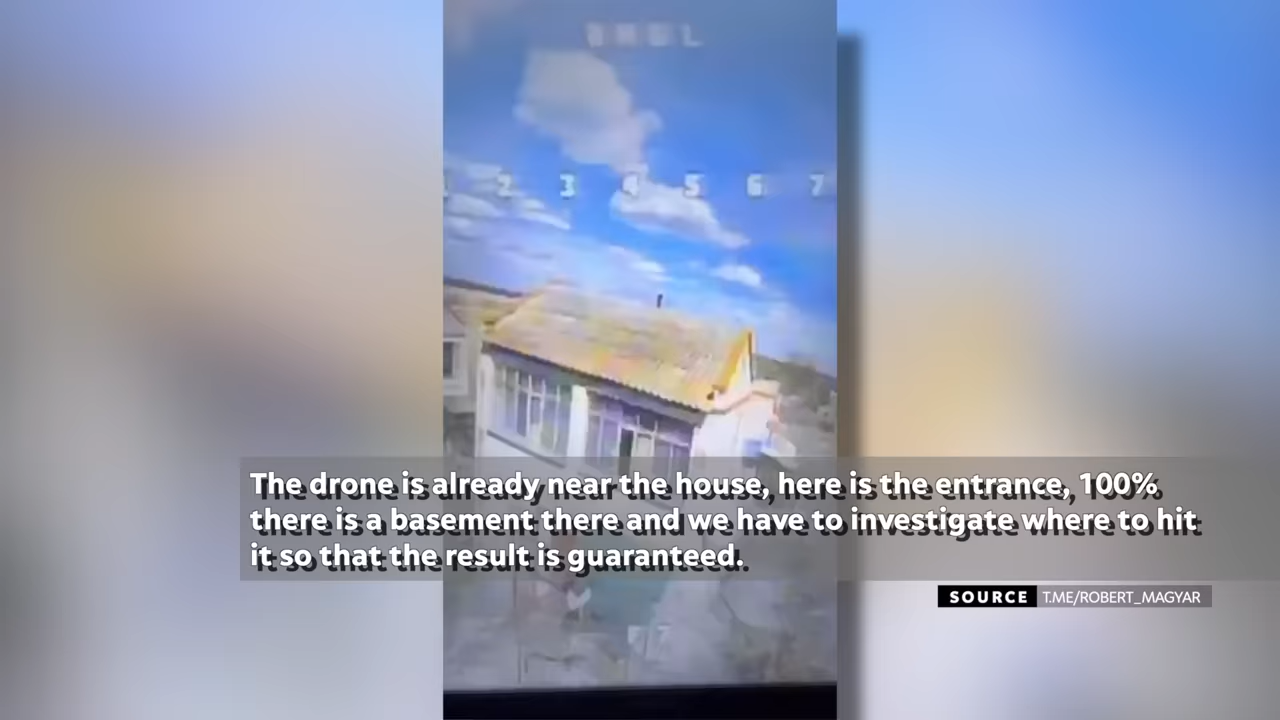 2 3 4 5 6 7
The drone is already near the house, here is the entrance, 100%
there is a basement there and we have to investigate where to hit
it so that the result is guaranteed.
SOURCE T.ME/ROBERT_MAGYAR